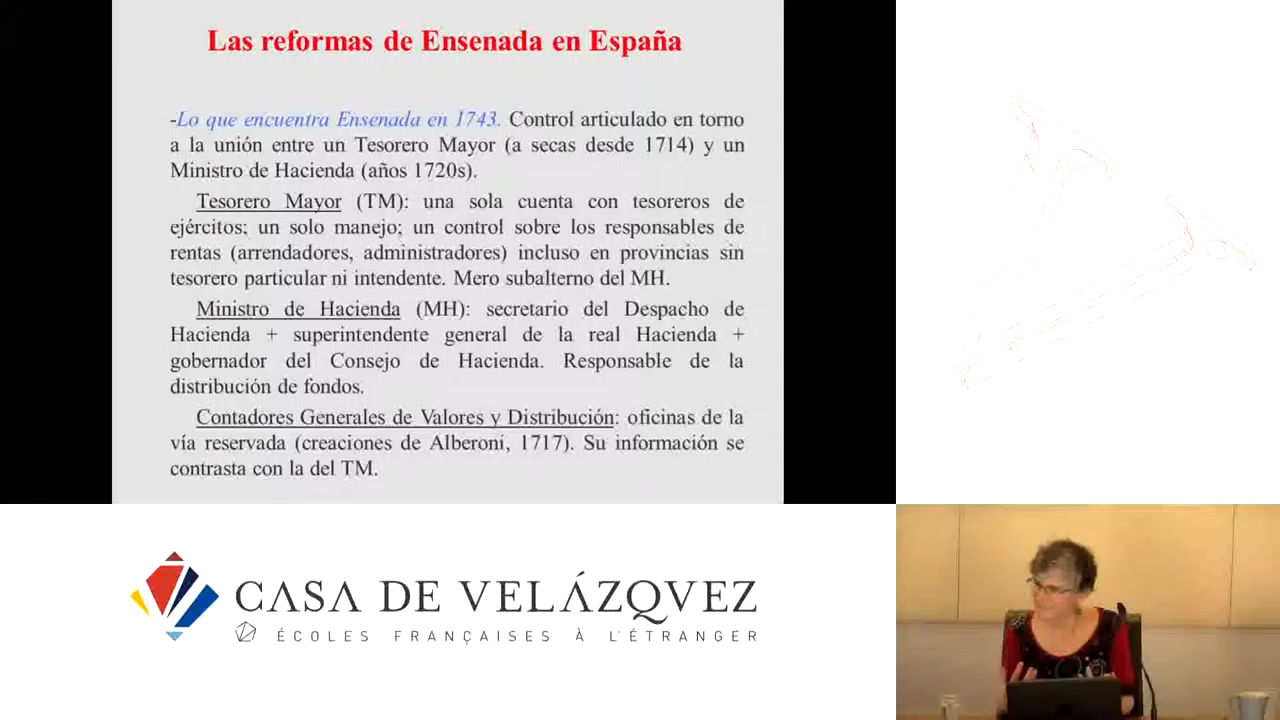 Las reformas de Ensenada en España
-Lo que encuentra Ensenada en 1743. Control articulado en torno
a la unión entre un Tesorero Mayor (a secas desde 1714) y un
Ministro de Hacienda (años 1720s).
Tesorero Mayor (TM): una sola cuenta con tesoreros de
ejércitos; un solo manejo; un control sobre los responsables de
rentas (arrendadores, administradores) incluso en provincias sin
tesorero particular ni intendente. Mero subalterno del MH.
Ministro de Hacienda (MH): secretario del Despacho de
Hacienda + superintendente general de la real Hacienda +
gobernador del Consejo de Hacienda. Responsable de la
distribución de fondos.
Contadores Generales de Valores y Distribución: oficinas de la
vía reservada (creaciones de Alberoni, 1717). Su información se
contrasta con la del TM.
CASA DE VELÁZQVEZ
ÉCOLES FRANÇAISES À L'ÉTRANGER